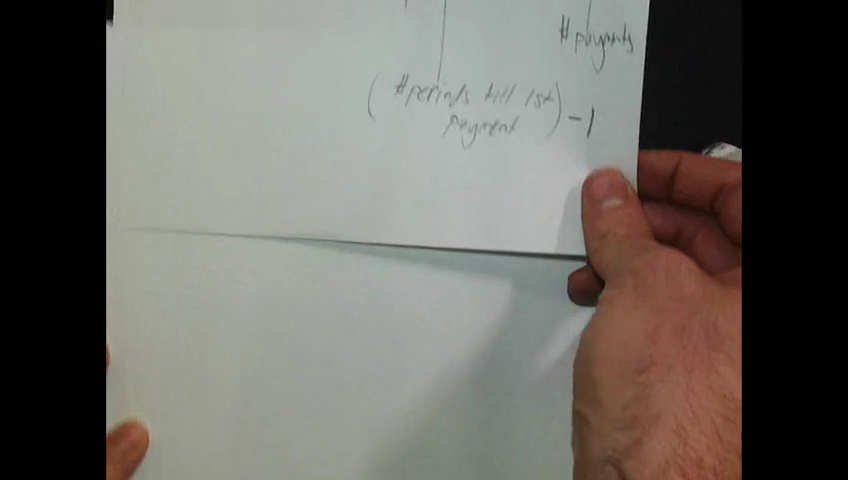 # payments
(# periods till 1st
payment) - 1